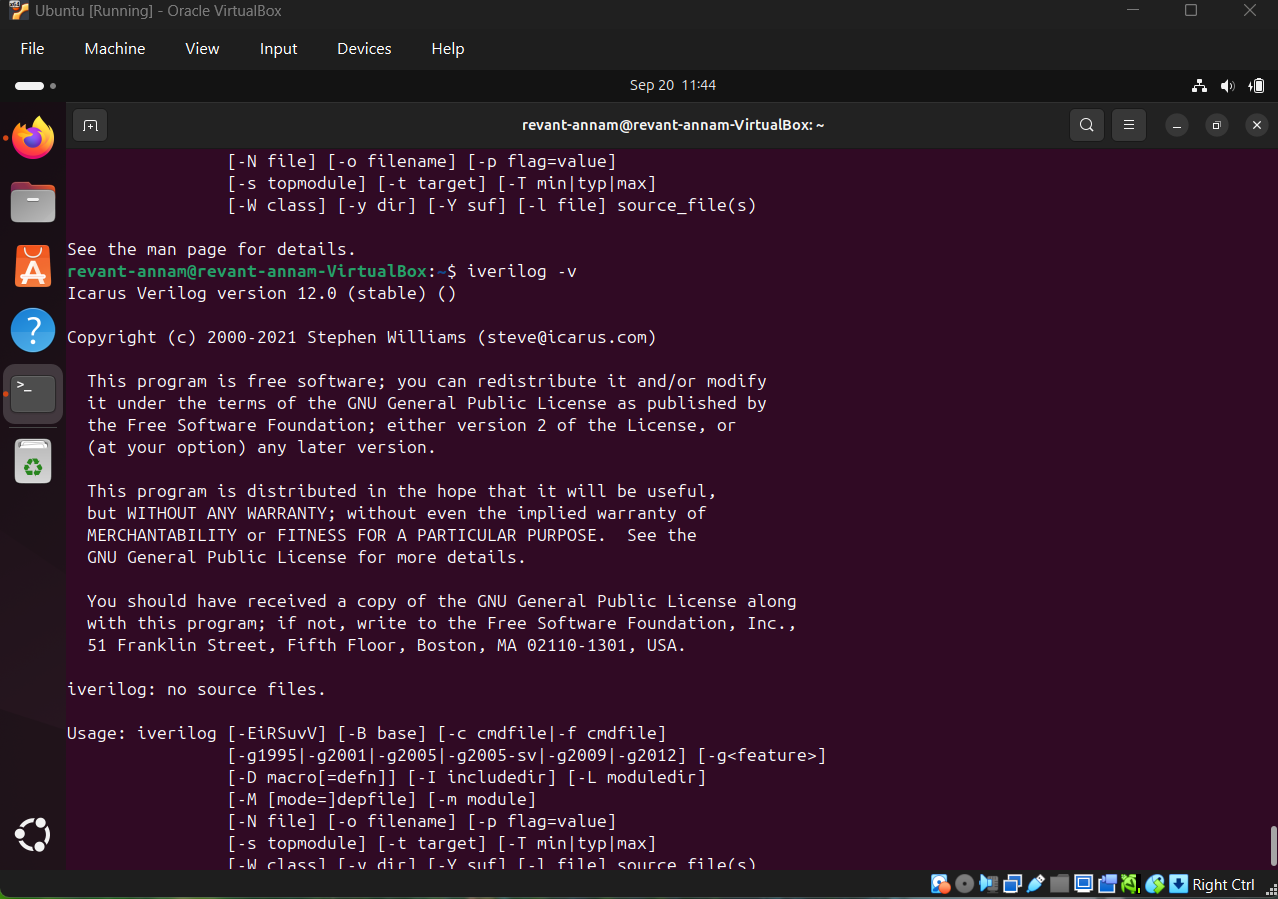 Ubuntu [Running] - Oracle VirtualBox
File Machine View Input Devices Help
Sep 20 11:44
revant-annam@revant-annam-VirtualBox: ~
[-N file] [-o filename] [-p flag=value]
[-s topmodule] [-t target] [-T min|typ|max]
[-W class] [-y dir] [-Y suf] [-l file] source_file(s)
See the man page for details.
revant-annam@revant-annam-VirtualBox:~$ iverilog -v
Icarus Verilog version 12.0 (stable) ()
Copyright (c) 2000-2021 Stephen Williams (steve@icarus.com)
This program is free software; you can redistribute it and/or modify
it under the terms of the GNU General Public License as published by
the Free Software Foundation; either version 2 of the License, or
(at your option) any later version.
This program is distributed in the hope that it will be useful,
but WITHOUT ANY WARRANTY; without even the implied warranty of
MERCHANTABILITY or FITNESS FOR A PARTICULAR PURPOSE.  See the
GNU General Public License for more details.
You should have received a copy of the GNU General Public License along
with this program; if not, write to the Free Software Foundation, Inc.,
51 Franklin Street, Fifth Floor, Boston, MA 02110-1301, USA.
iverilog: no source files.
Usage: iverilog [-EiRSuvV] [-B base] [-c cmdfile|-f cmdfile]
[-g1995|-g2001|-g2005|-g2005-sv|-g2009|-g2012] [-g<feature>]
[-D macro[=defn]] [-I includedir] [-L moduledir]
[-M [mode=]depfile] [-m module]
[-N file] [-o filename] [-p flag=value]
[-s topmodule] [-t target] [-T min|typ|max]
[-W class] [-y dir] [-Y suf] [-l file] source_file(s)
Right Ctrl